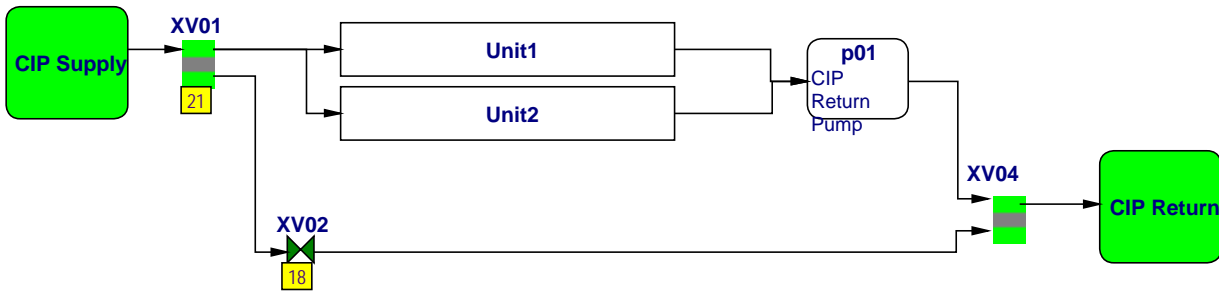 XV01
CIP Supply
21
Unit1
Unit2
p01
CIP
Return
Pump
XV02
18
XV04
CIP Return